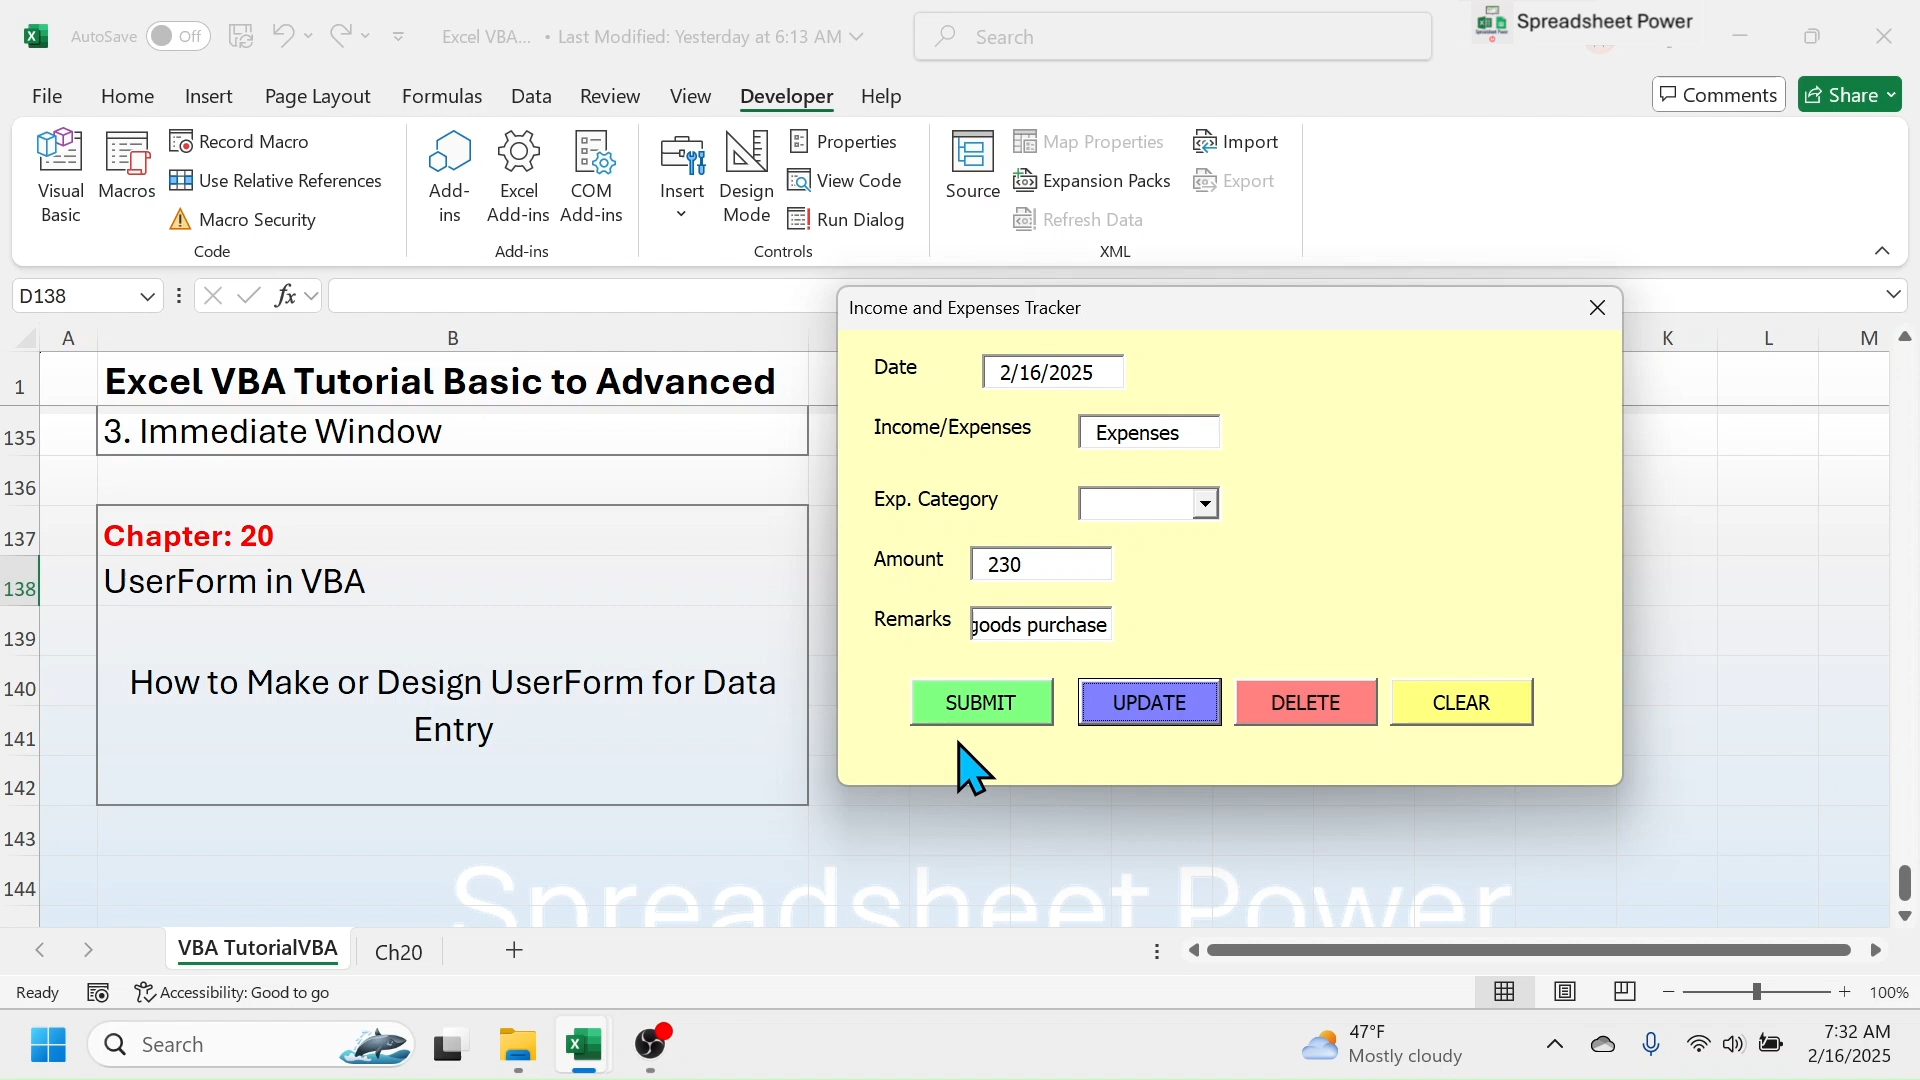 AutoSave Off Excel VBA... • Last Modified: Yesterday at 6:13 AM Search Spreadsheet Power
File Home Insert Page Layout Formulas Data Review View Developer Help Comments Share
Visual Basic
Macros
Record Macro
Use Relative References
Macro Security
Code
Add-ins
Excel Add-ins
COM Add-ins
Add-ins
Insert
Design Mode
Properties
View Code
Run Dialog
Controls
Source
Map Properties
Expansion Packs
Refresh Data
Import
Export
XML
D138 fx
A B K L M
1 Excel VBA Tutorial Basic to Advanced
135 3. Immediate Window
136
137 Chapter: 20
138 UserForm in VBA
139
140 How to Make or Design UserForm for Data
141 Entry
142
143
144
Spreadsheet Power
Income and Expenses Tracker
Date 2/16/2025
Income/Expenses Expenses
Exp. Category
Amount 230
Remarks goods purchase
SUBMIT UPDATE DELETE CLEAR
VBA TutorialVBA Ch20
Ready Accessibility: Good to go 100%
Search
47°F
Mostly cloudy
7:32 AM
2/16/2025